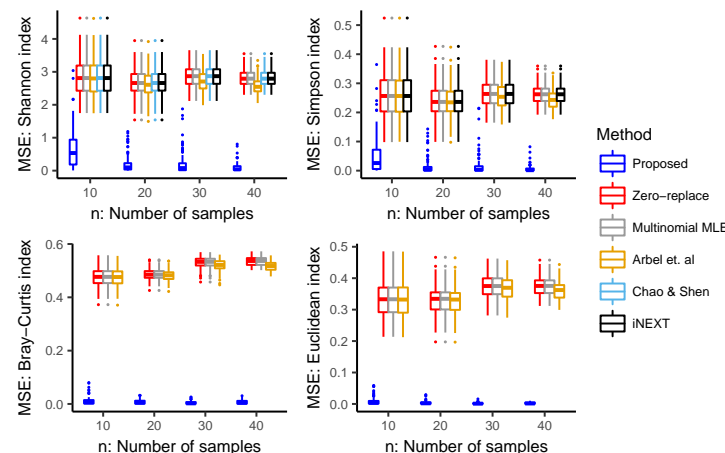 MSE: Shannon index
0
1
2
3
4
10
20
30
40
n: Number of samples
MSE: Simpson index
0.0
0.1
0.2
0.3
0.4
0.5
10
20
30
40
n: Number of samples
MSE: Bray−Curtis index
0.0
0.2
0.4
0.6
10
20
30
40
n: Number of samples
MSE: Euclidean index
0.0
0.1
0.2
0.3
0.4
0.5
10
20
30
40
n: Number of samples
Method
Proposed
Zero−replace
Multinomial MLE
Arbel et. al
Chao & Shen
iNEXT